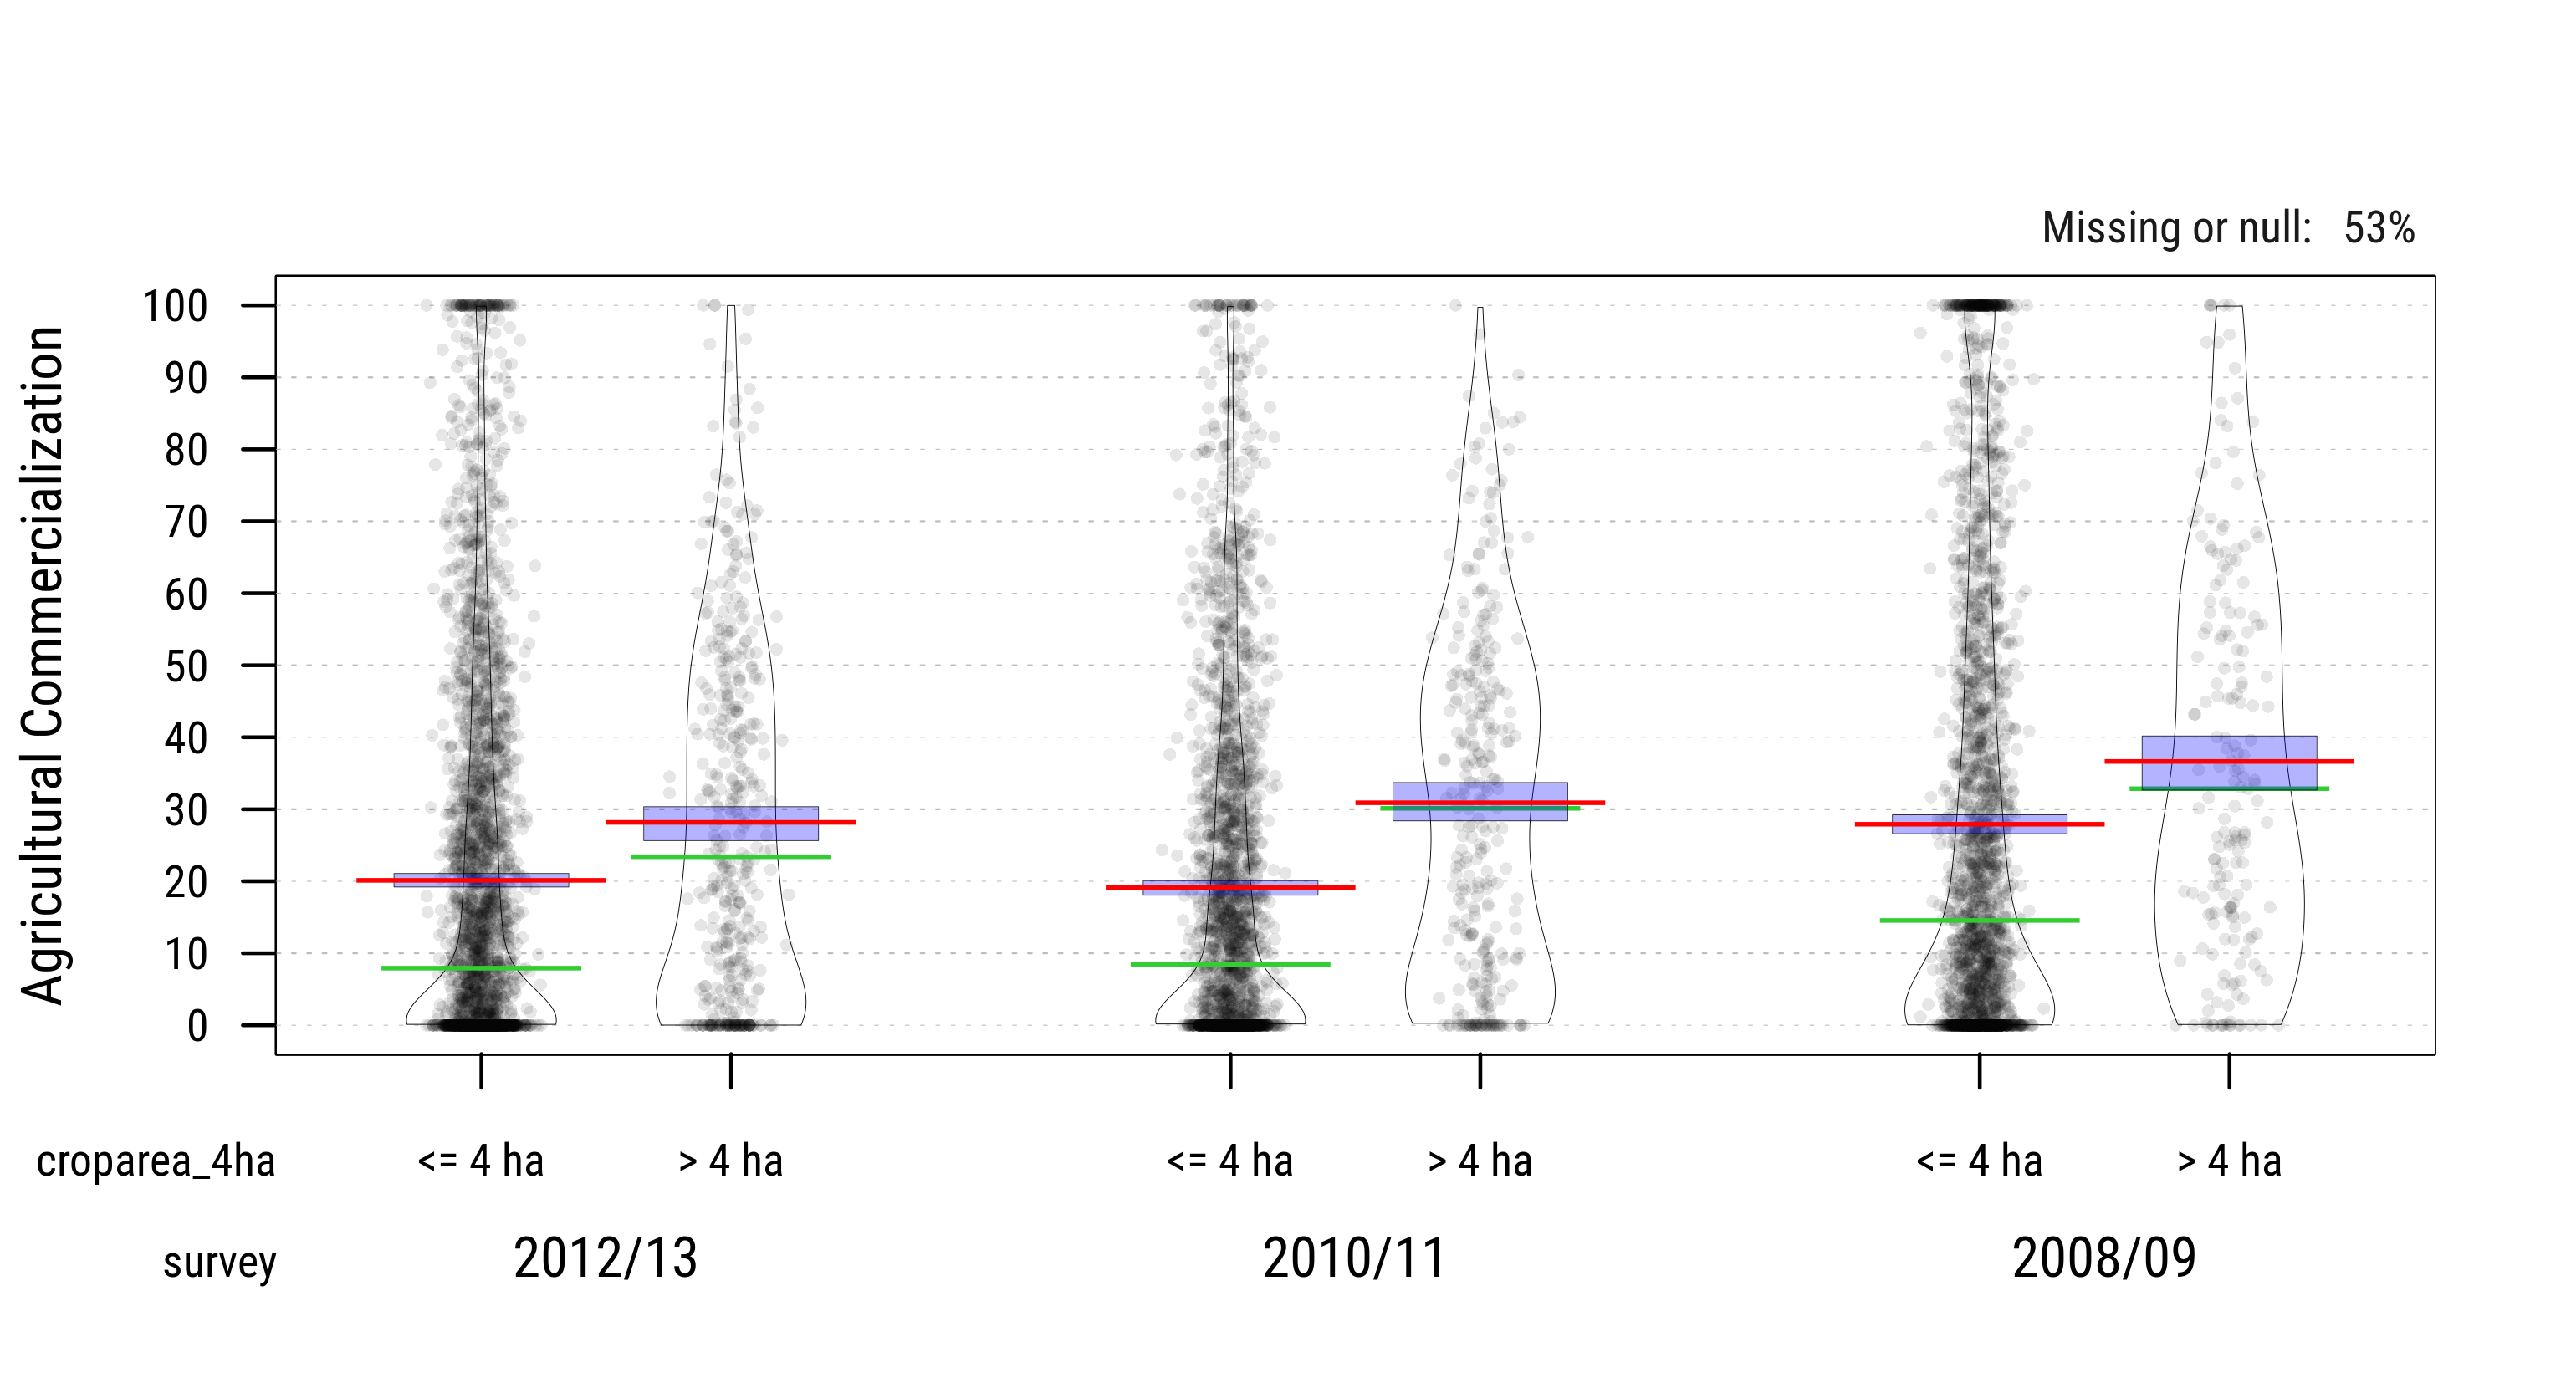 Missing or null: 53%
Agricultural Commercialization
100
90
80
70
60
50
40
30
20
10
0
croparea_4ha <= 4 ha > 4 ha <= 4 ha > 4 ha <= 4 ha > 4 ha
survey 2012/13 2010/11 2008/09